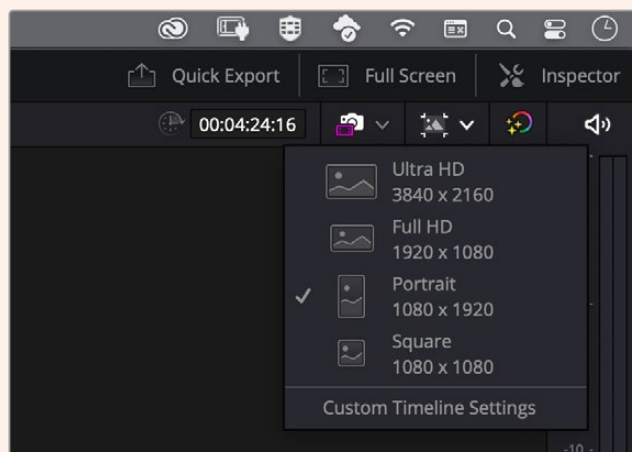 Quick Export
Full Screen
Inspector
00:04:24:16
Ultra HD
3840 x 2160
Full HD
1920 x 1080
Portrait
1080 x 1920
Square
1080 x 1080
Custom Timeline Settings
-10